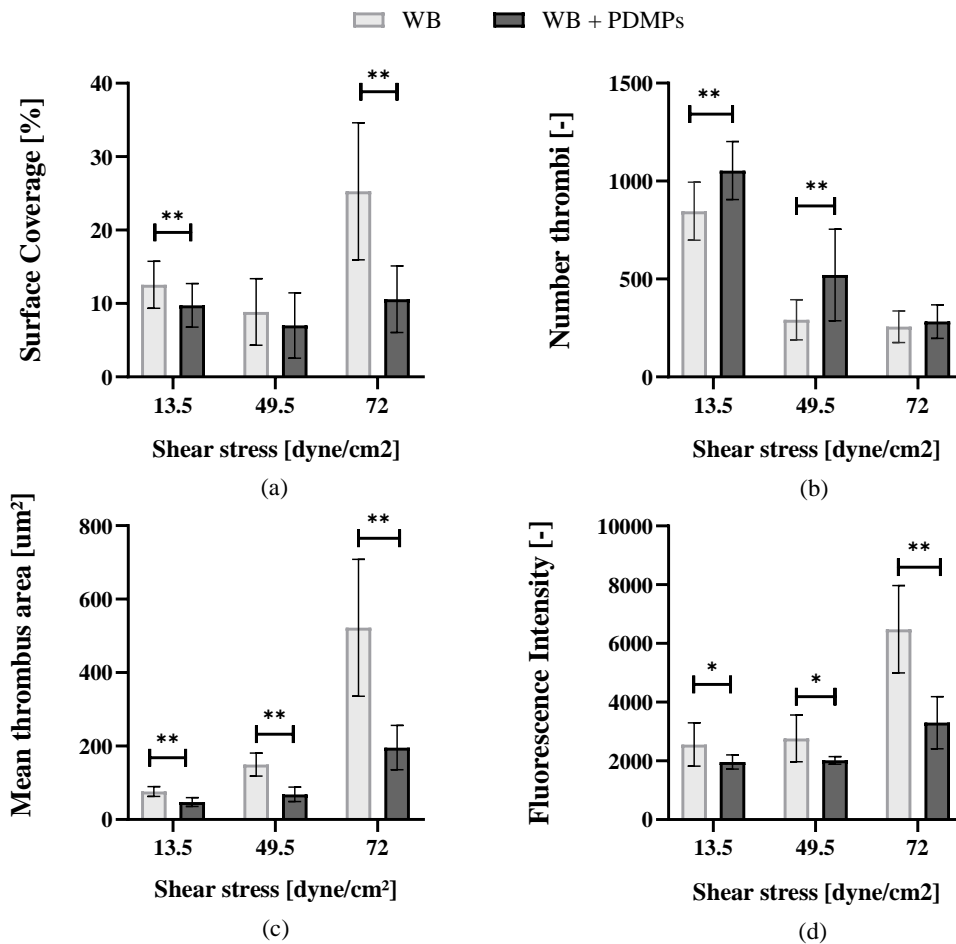 WB WB + PDMPs
Surface Coverage [%]
40
30
20
10
0
**
**
13.5 49.5 72
Shear stress [dyne/cm2]
(a)
Number thrombi [-]
1500
1000
500
0
**
**
13.5 49.5 72
Shear stress [dyne/cm2]
(b)
Mean thrombus area [um²]
800
600
400
200
0
**
**
**
13.5 49.5 72
Shear stress [dyne/cm²]
(c)
Fluorescence Intensity [-]
10000
8000
6000
4000
2000
0
*
*
**
13.5 49.5 72
Shear stress [dyne/cm2]
(d)